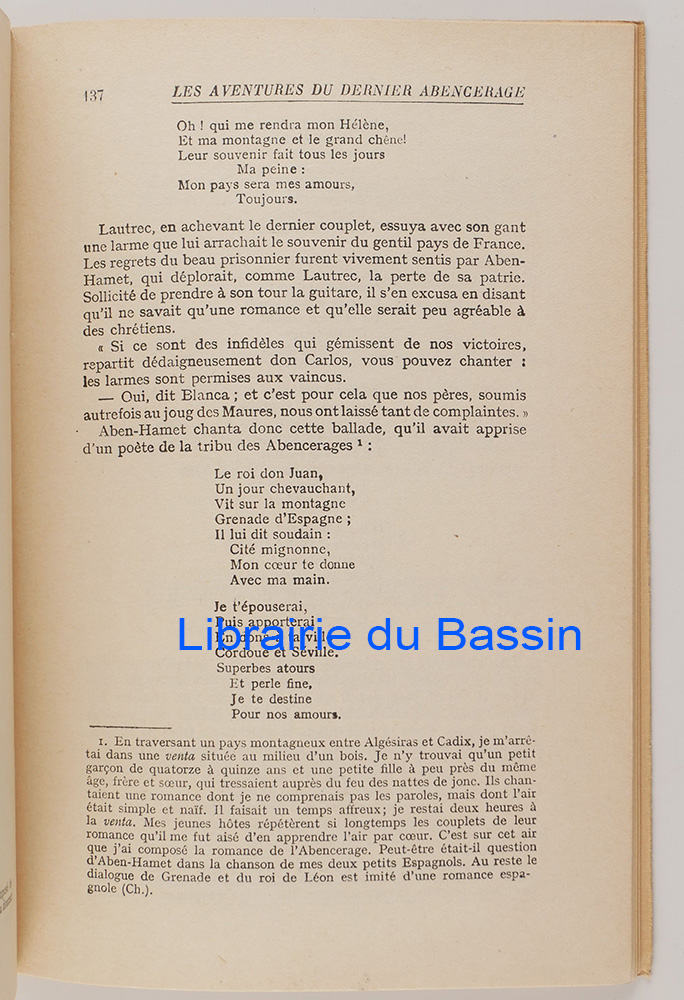 137 LES AVENTURES DU DERNIER ABENCERAGE
Oh ! qui me rendra mon Hélène,
Et ma montagne et le grand chêne!
Leur souvenir fait tous les jours
Ma peine :
Mon pays sera mes amours,
Toujours.
Lautrec, en achevant le dernier couplet, essuya avec son gant
une larme que lui arrachait le souvenir du gentil pays de France.
Les regrets du beau prisonnier furent vivement sentis par Aben-
Hamet, qui déplorait, comme Lautrec, la perte de sa patrie.
Sollicité de prendre à son tour la guitare, il s'en excusa en disant
qu'il ne savait qu'une romance et qu'elle serait peu agréable à
des chrétiens.
« Si ce sont des infidèles qui gémissent de nos victoires,
repartit dédaigneusement don Carlos, vous pouvez chanter :
les larmes sont permises aux vaincus.
— Oui, dit Blanca ; et c'est pour cela que nos pères, soumis
autrefois au joug des Maures, nous ont laissé tant de complaintes. »
Aben-Hamet chanta donc cette ballade, qu'il avait apprise
d'un poète de la tribu des Abencerages ¹ :
Le roi don Juan,
Un jour chevauchant,
Vit sur la montagne
Grenade d'Espagne ;
Il lui dit soudain :
Cité mignonne,
Mon cœur te donne
Avec ma main.
Je t'épouserai,
Puis apporterai
En dons à ta ville
Cordoue et Séville.
Superbes atours
Et perle fine,
Je te destine
Pour nos amours.
Librairie du Bassin
1. En traversant un pays montagneux entre Algésiras et Cadix, je m'arrê-
tai dans une venta située au milieu d'un bois. Je n'y trouvai qu'un petit
garçon de quatorze à quinze ans et une petite fille à peu près du même
âge, frère et sœur, qui tressaient auprès du feu des nattes de jonc. Ils chan-
taient une romance dont je ne comprenais pas les paroles, mais dont l'air
était simple et naïf. Il faisait un temps affreux; je restai deux heures à
la venta. Mes jeunes hôtes répétèrent si longtemps les couplets de leur
romance qu'il me fut aisé d'en apprendre l'air par cœur. C'est sur cet air
que j'ai composé la romance de l'Abencerage. Peut-être était-il question
d'Aben-Hamet dans la chanson de mes deux petits Espagnols. Au reste le
dialogue de Grenade et du roi de Léon est imité d'une romance espa-
gnole (Ch.).